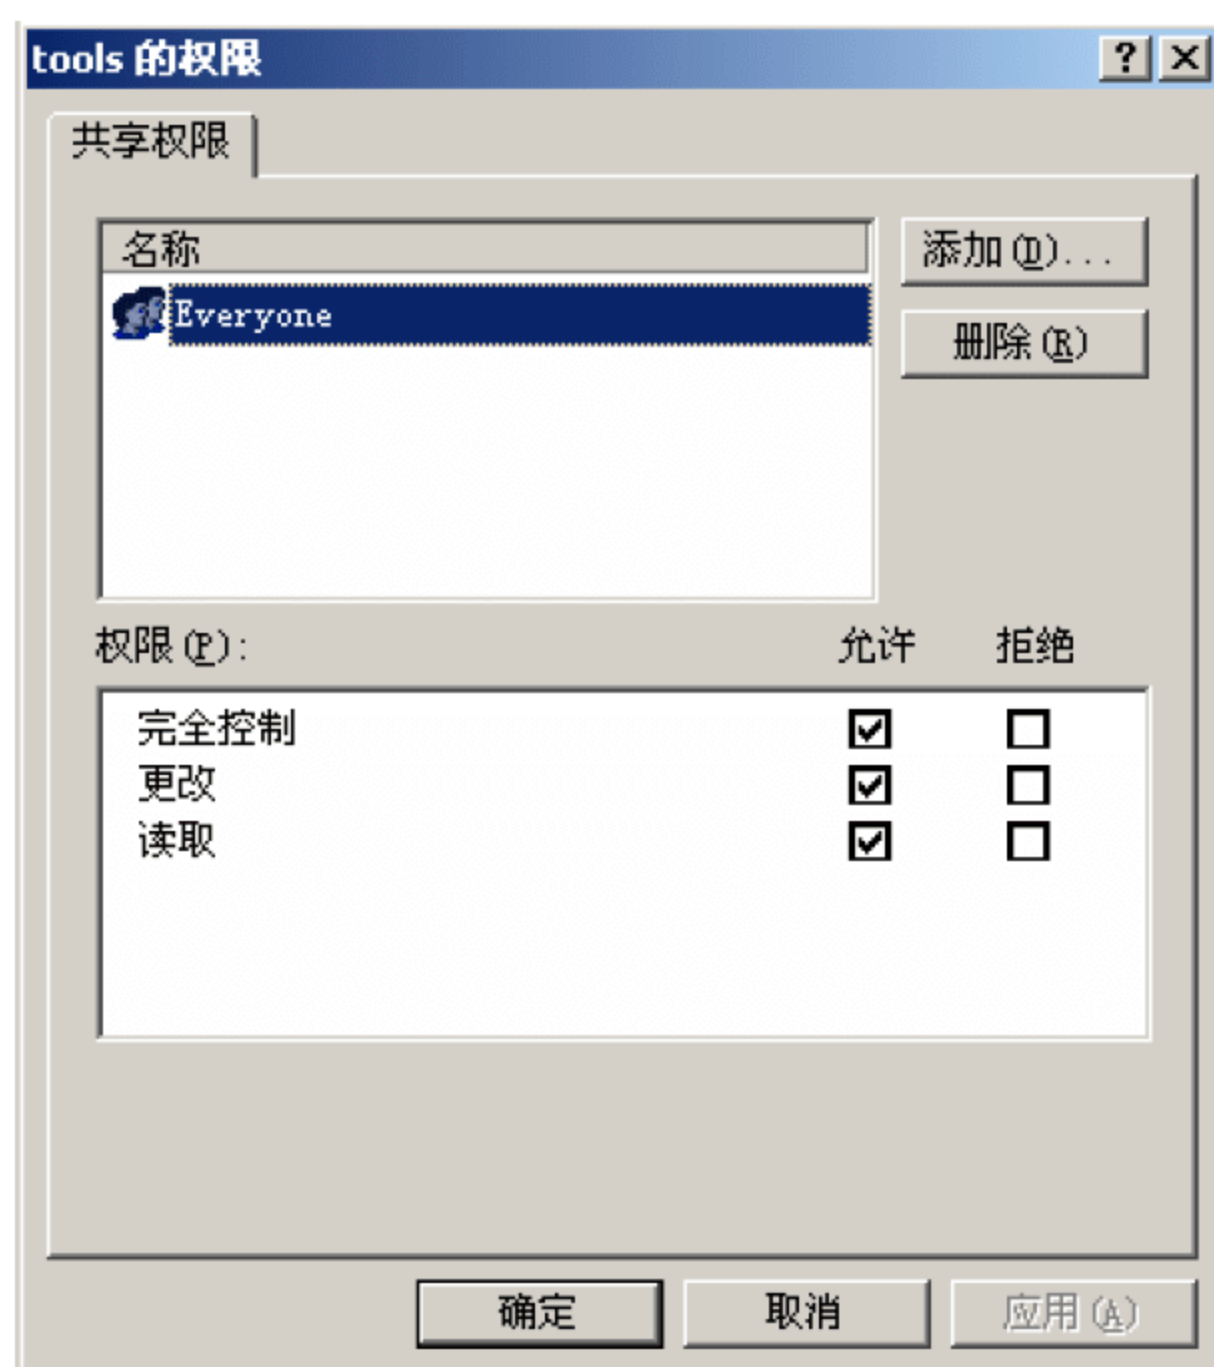 tools 的权限
共享权限
名称
添加(D)...
Everyone
删除(R)
权限(P): 允许 拒绝
完全控制
更改
读取
确定 取消 应用(A)